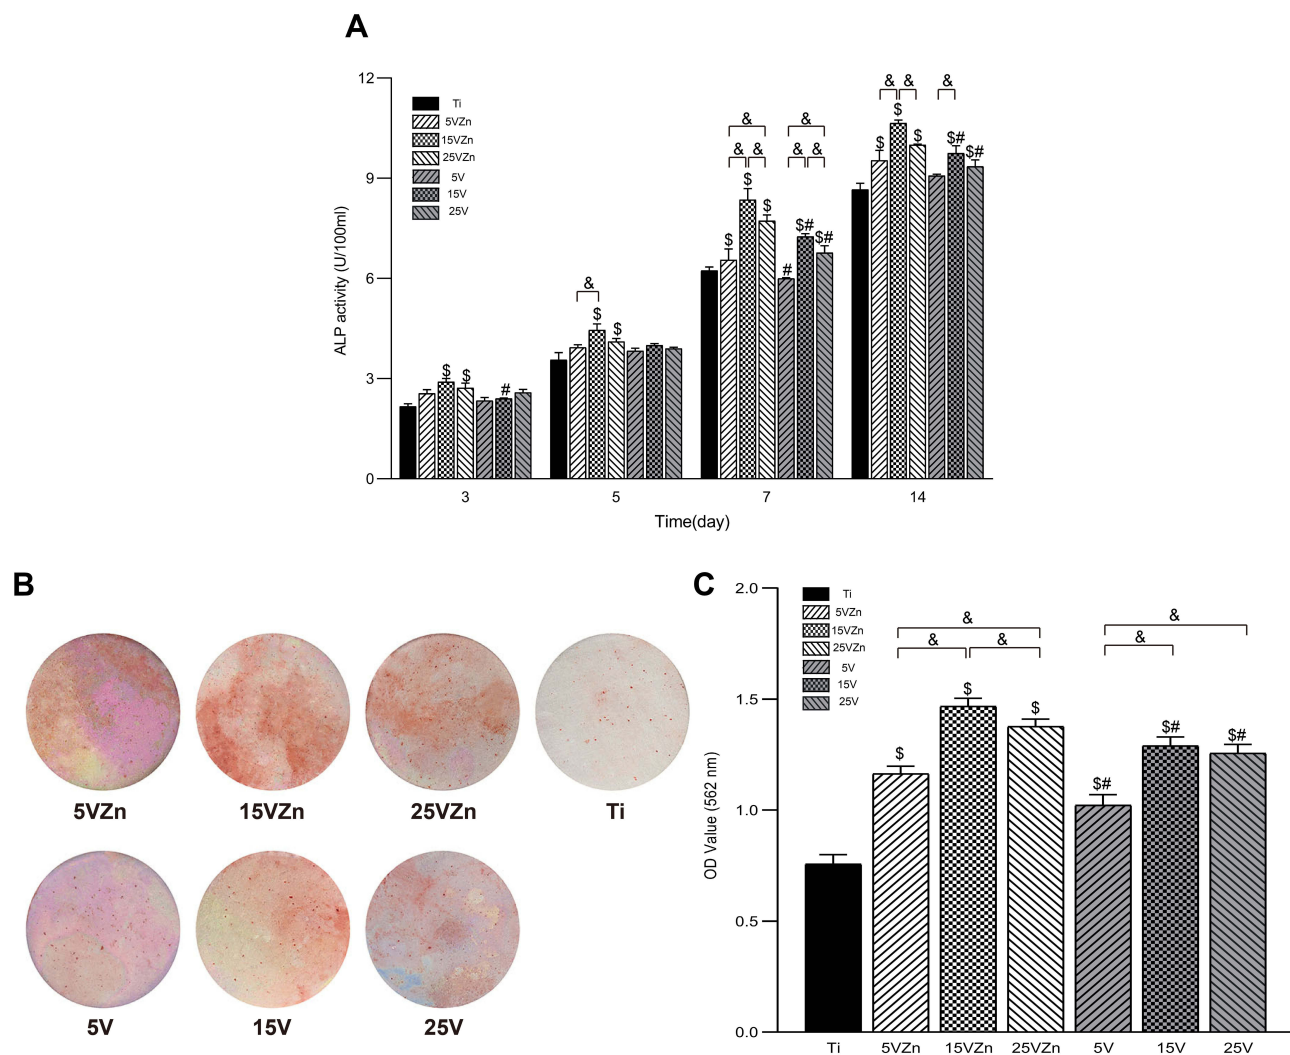 A
12
9
6
3
0
ALP activity (U/100ml)
Ti
5VZn
15VZn
25VZn
5V
15V
25V
$ $ #
&
$ $
& &
& & & &
$ $ $ # $# $#
& & &
$ $ $ $# $#
3 5 7 14
Time(day)
B
5VZn 15VZn 25VZn Ti
5V 15V 25V
C
2.0
1.5
1.0
0.5
0.0
OD Value (562 nm)
Ti
5VZn
15VZn
25VZn
5V
15V
25V
& &
& & &
$ $ $ $# $# $#
Ti 5VZn 15VZn 25VZn 5V 15V 25V